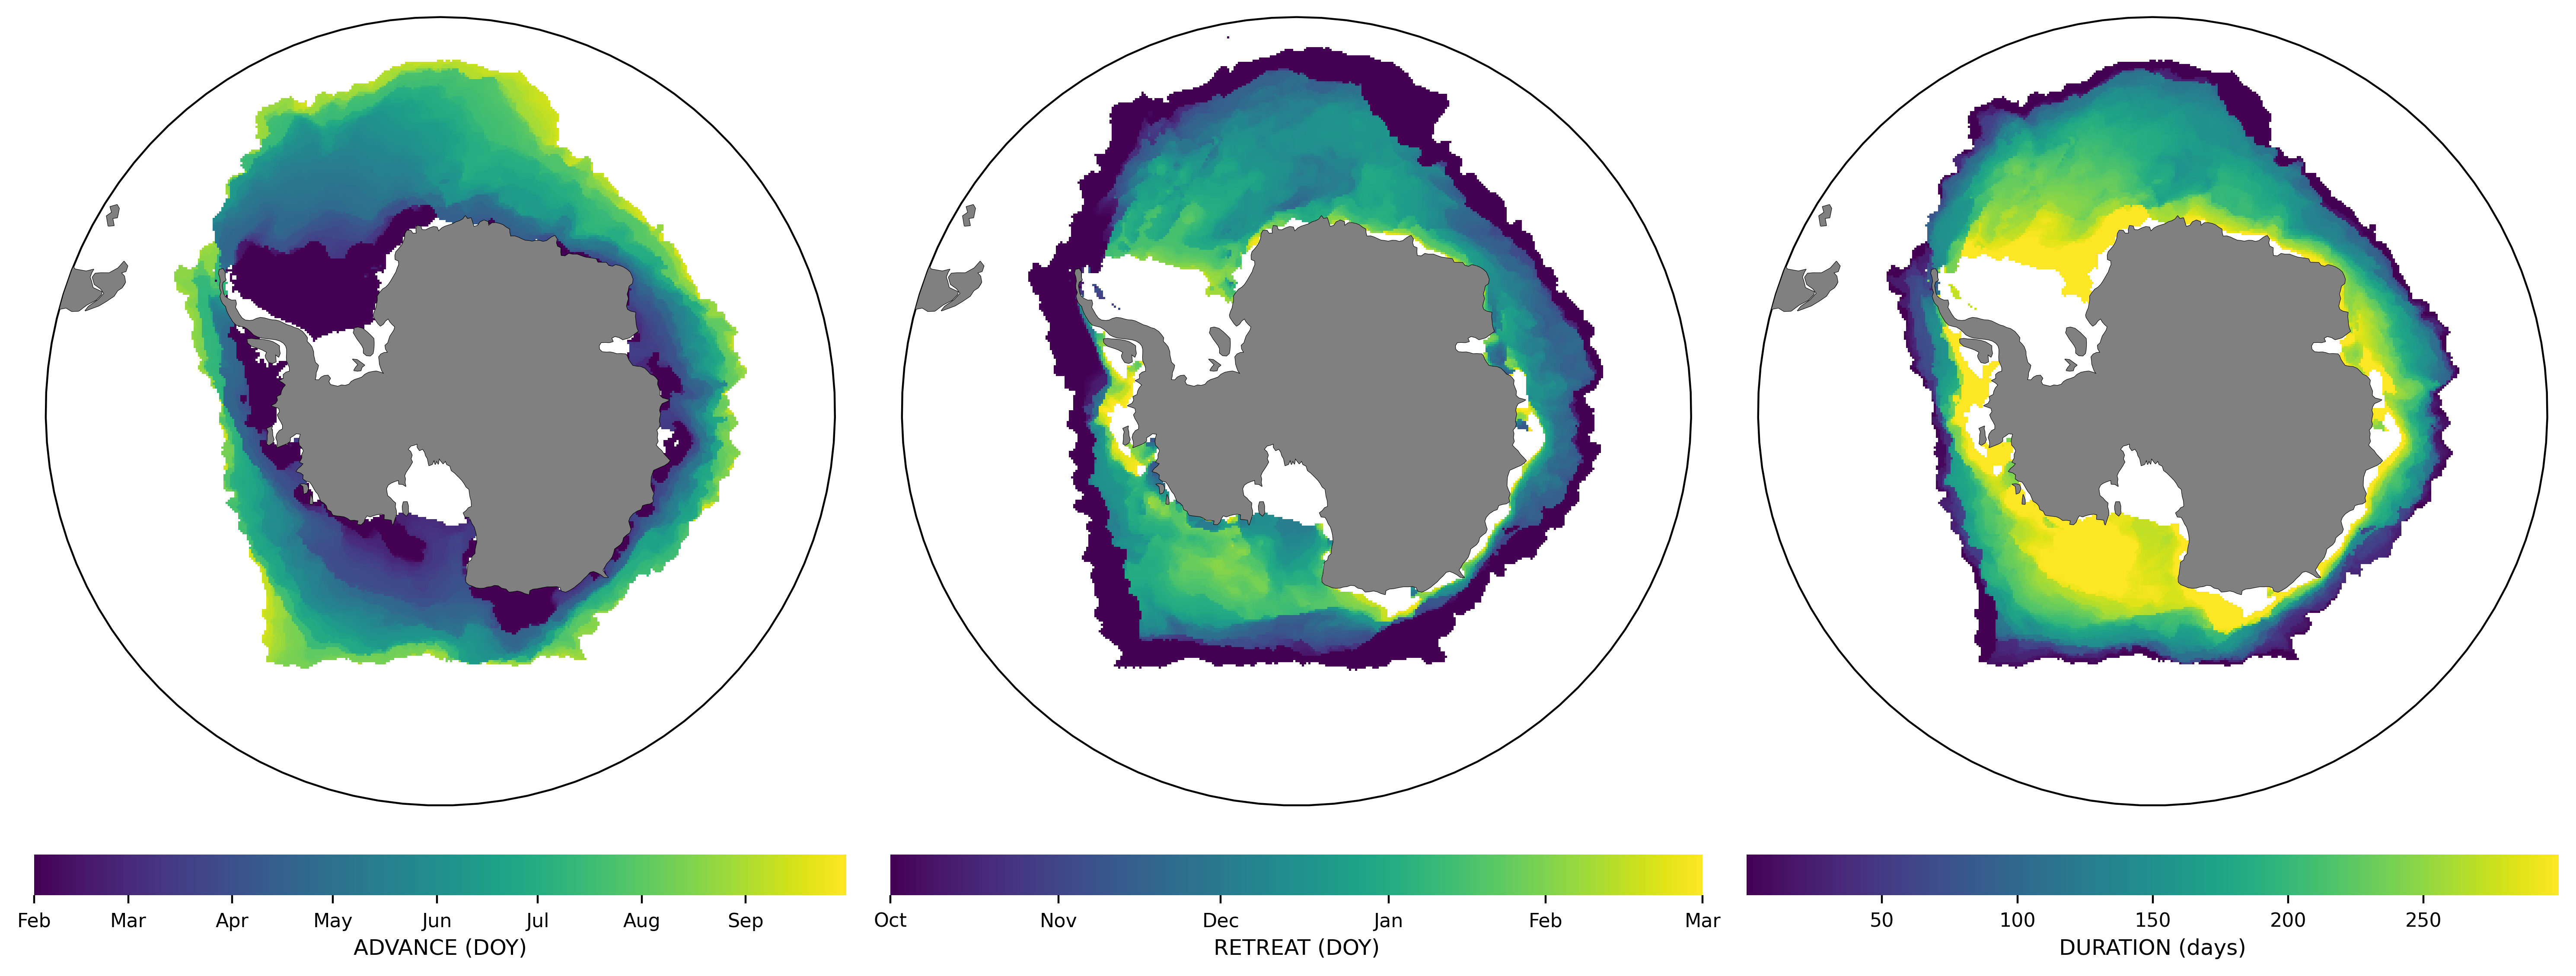 Feb Mar Apr May Jun Jul Aug Sep
ADVANCE (DOY)
Oct Nov Dec Jan Feb Mar
RETREAT (DOY)
50 100 150 200 250
DURATION (days)